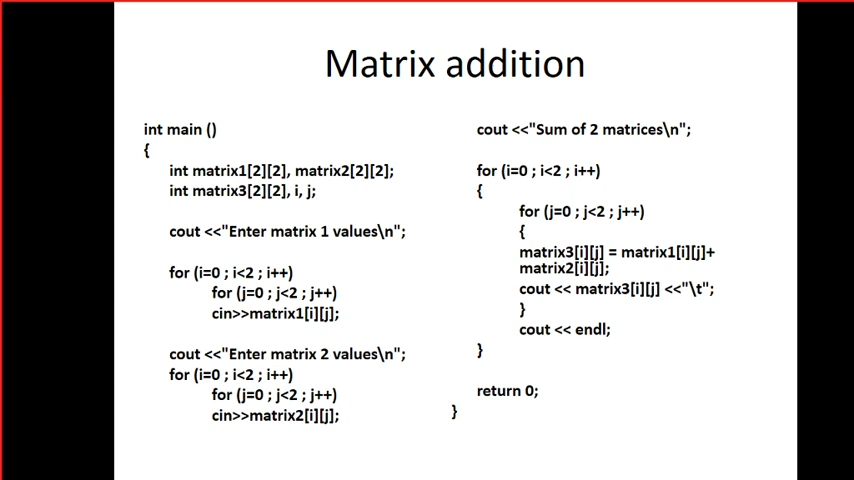 Matrix addition
int main ()
{
int matrix1[2][2], matrix2[2][2];
int matrix3[2][2], i, j;
cout <<"Enter matrix 1 values\n";
for (i=0 ; i<2 ; i++)
for (j=0 ; j<2 ; j++)
cin>>matrix1[i][j];
cout <<"Enter matrix 2 values\n";
for (i=0 ; i<2 ; i++)
for (j=0 ; j<2 ; j++)
cin>>matrix2[i][j];
cout <<"Sum of 2 matrices\n";
for (i=0 ; i<2 ; i++)
{
for (j=0 ; j<2 ; j++)
{
matrix3[i][j] = matrix1[i][j]+
matrix2[i][j];
cout << matrix3[i][j] <<"\t";
}
cout << endl;
}
return 0;
}